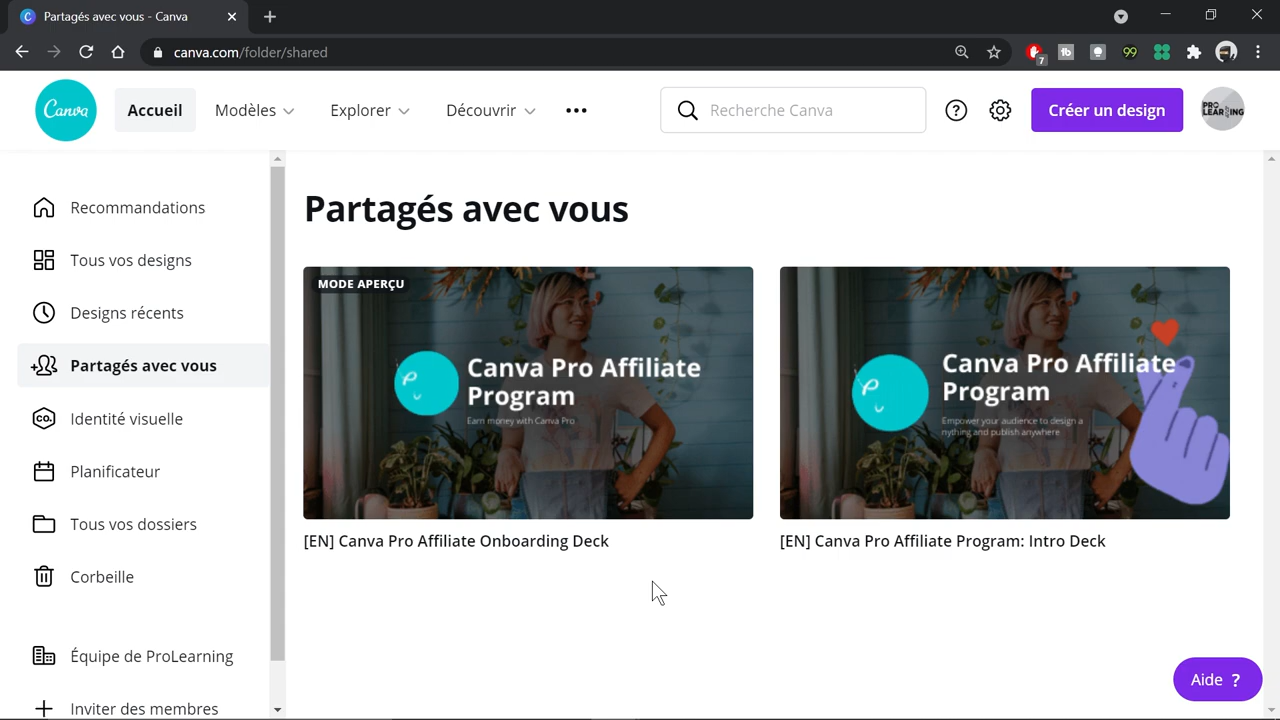 Partagés avec vous - Canva
canva.com/folder/shared
7
99
Canva
Accueil
Modèles
Explorer
Découvrir
Recherche Canva
Créer un design
PRO
LEARNING
Recommandations
Tous vos designs
Designs récents
Partagés avec vous
CO.
Identité visuelle
Planificateur
Tous vos dossiers
Corbeille
Équipe de ProLearning
Inviter des membres
Partagés avec vous
MODE APERÇU
Canva Pro Affiliate
Program
Earn money with Canva Pro
[EN] Canva Pro Affiliate Onboarding Deck
Canva Pro Affiliate
Program
Empower your audience to design a
nything and publish anywhere
[EN] Canva Pro Affiliate Program: Intro Deck
Aide ?